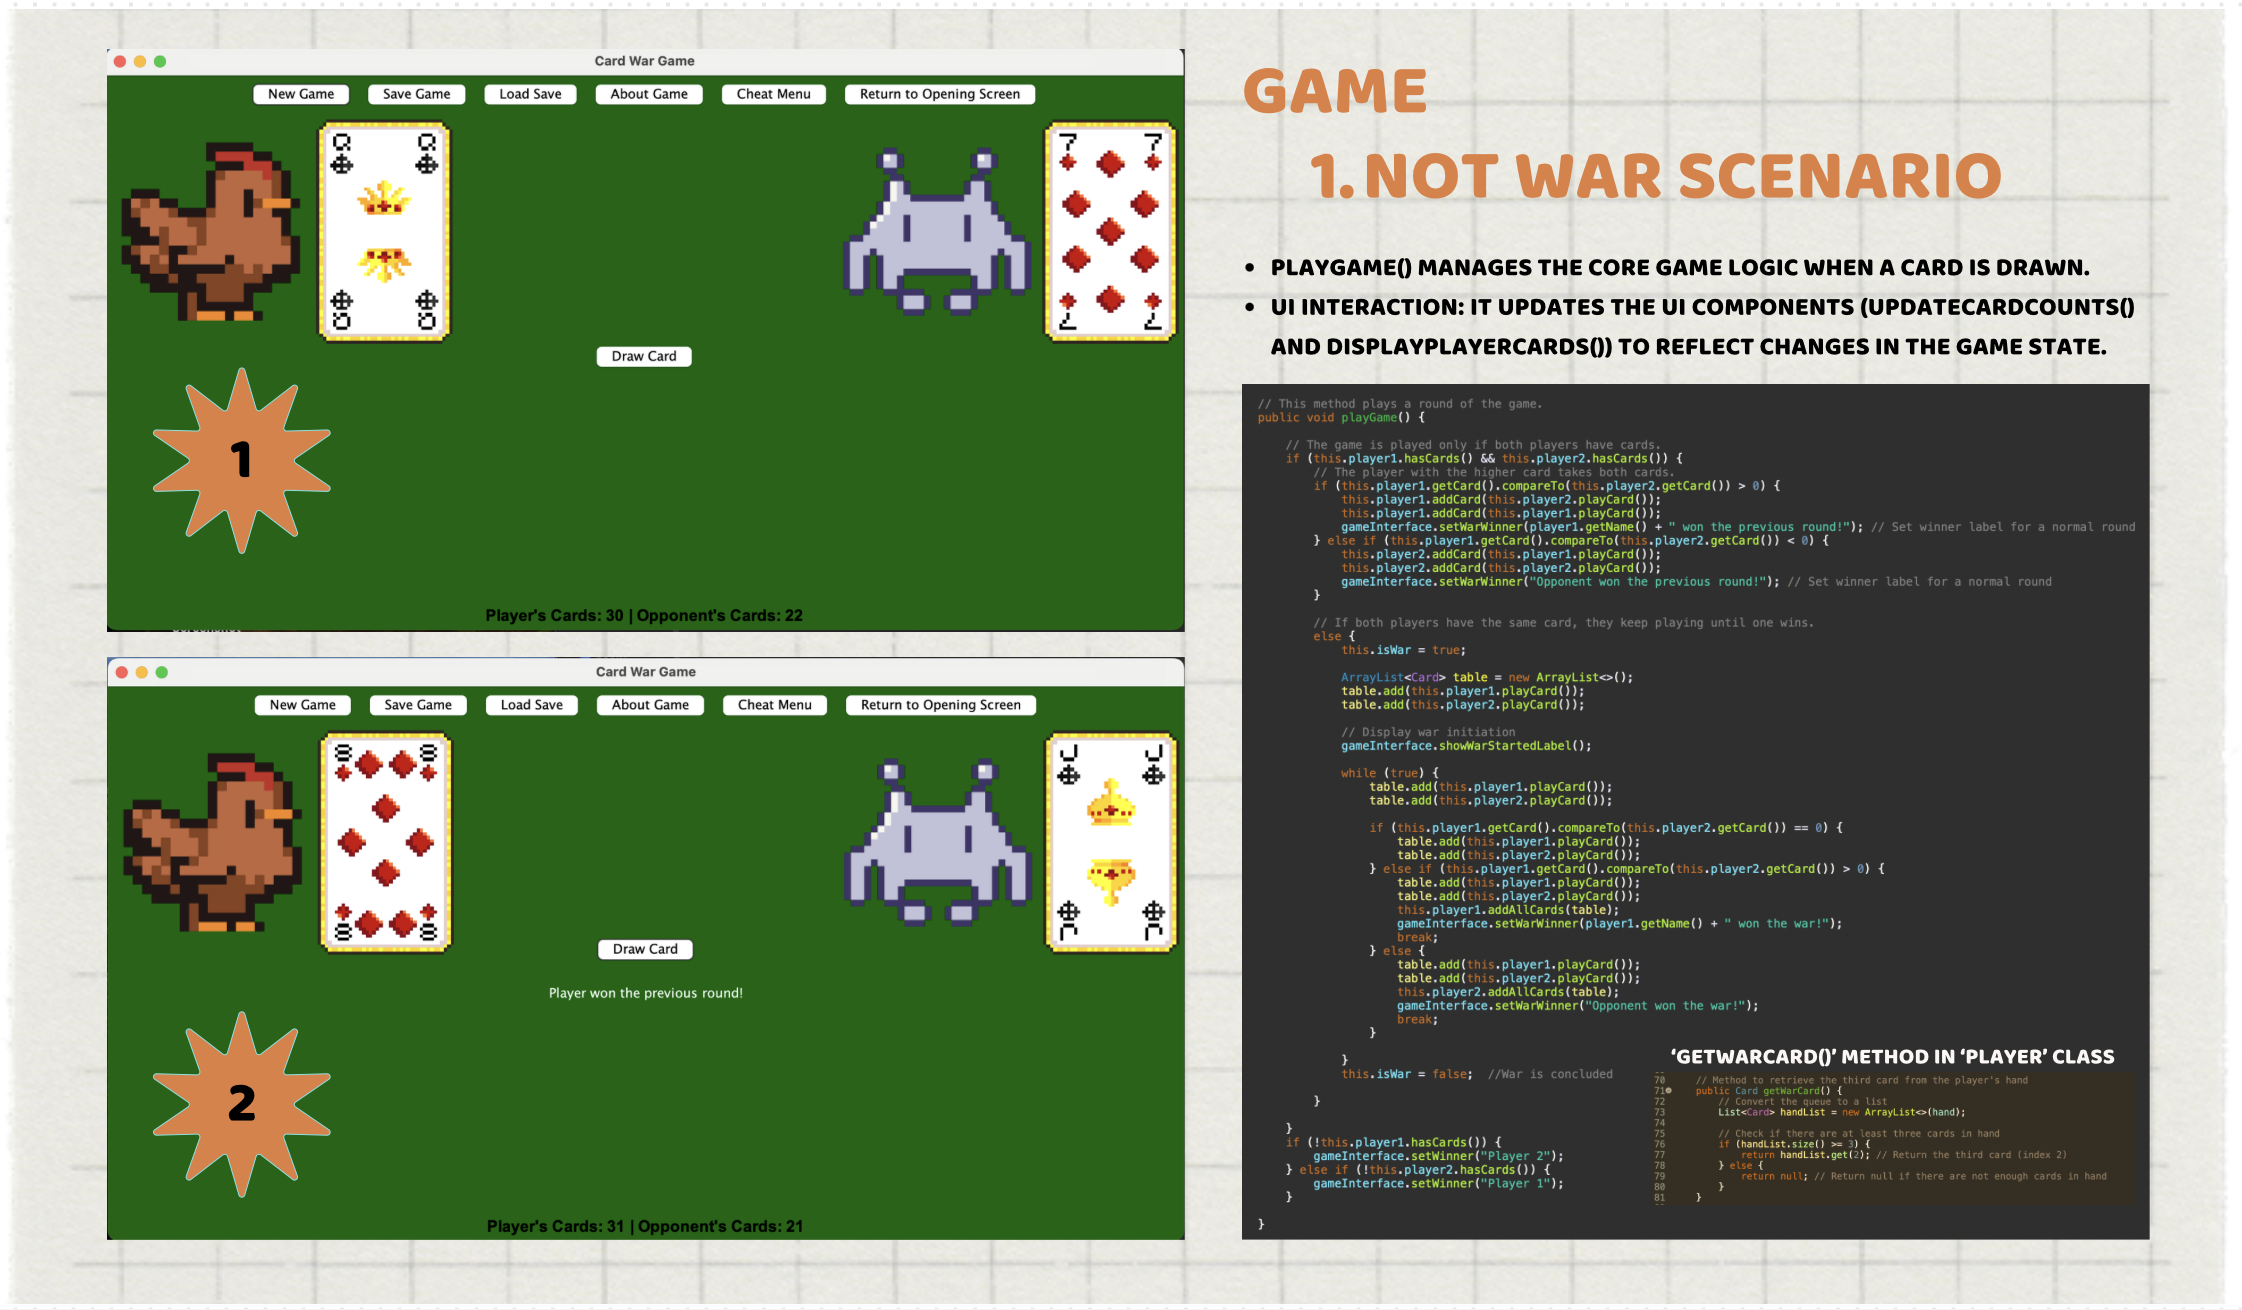 Card War Game
New Game
Save Game
Load Save
About Game
Cheat Menu
Return to Opening Screen
Q Q
7 7
Q Q
7 7
Draw Card
1
Player's Cards: 30 | Opponent's Cards: 22
Card War Game
New Game
Save Game
Load Save
About Game
Cheat Menu
Return to Opening Screen
8 8
J J
8 8
J J
Draw Card
Player won the previous round!
2
Player's Cards: 31 | Opponent's Cards: 21
GAME
1. NOT WAR SCENARIO
• PLAYGAME() MANAGES THE CORE GAME LOGIC WHEN A CARD IS DRAWN.
• UI INTERACTION: IT UPDATES THE UI COMPONENTS (UPDATECARDCOUNTS()
AND DISPLAYPLAYERCARDS()) TO REFLECT CHANGES IN THE GAME STATE.
// This method plays a round of the game.
public void playGame() {
// The game is played only if both players have cards.
if (this.player1.hasCards() && this.player2.hasCards()) {
// The player with the higher card takes both cards.
if (this.player1.getCard().compareTo(this.player2.getCard()) > 0) {
this.player1.addCard(this.player2.playCard());
this.player1.addCard(this.player1.playCard());
gameInterface.setWarWinner(player1.getName() + " won the previous round!"); // Set winner label for a normal round
} else if (this.player1.getCard().compareTo(this.player2.getCard()) < 0) {
this.player2.addCard(this.player1.playCard());
this.player2.addCard(this.player2.playCard());
gameInterface.setWarWinner("Opponent won the previous round!"); // Set winner label for a normal round
}
// If both players have the same card, they keep playing until one wins.
else {
this.isWar = true;
ArrayList<Card> table = new ArrayList<>();
table.add(this.player1.playCard());
table.add(this.player2.playCard());
// Display war initiation
gameInterface.showWarStartedLabel();
while (true) {
table.add(this.player1.playCard());
table.add(this.player2.playCard());
if (this.player1.getCard().compareTo(this.player2.getCard()) == 0) {
table.add(this.player1.playCard());
table.add(this.player2.playCard());
} else if (this.player1.getCard().compareTo(this.player2.getCard()) > 0) {
table.add(this.player1.playCard());
table.add(this.player2.playCard());
this.player1.addAllCards(table);
gameInterface.setWarWinner(player1.getName() + " won the war!");
break;
} else {
table.add(this.player1.playCard());
table.add(this.player2.playCard());
this.player2.addAllCards(table);
gameInterface.setWarWinner("Opponent won the war!");
break;
}
}
this.isWar = false; //War is concluded
}
}
if (!this.player1.hasCards()) {
gameInterface.setWinner("Player 2");
} else if (!this.player2.hasCards()) {
gameInterface.setWinner("Player 1");
}
}
'GETWARCARD()' METHOD IN 'PLAYER' CLASS
70 // Method to retrieve the third card from the player's hand
71 public Card getWarCard() {
72 // Convert the queue to a list
73 List<Card> handList = new ArrayList<>(hand);
74
75 // Check if there are at least three cards in hand
76 if (handList.size() >= 3) {
77 return handList.get(2); // Return the third card (index 2)
78 } else {
79 return null; // Return null if there are not enough cards in hand
80 }
81 }